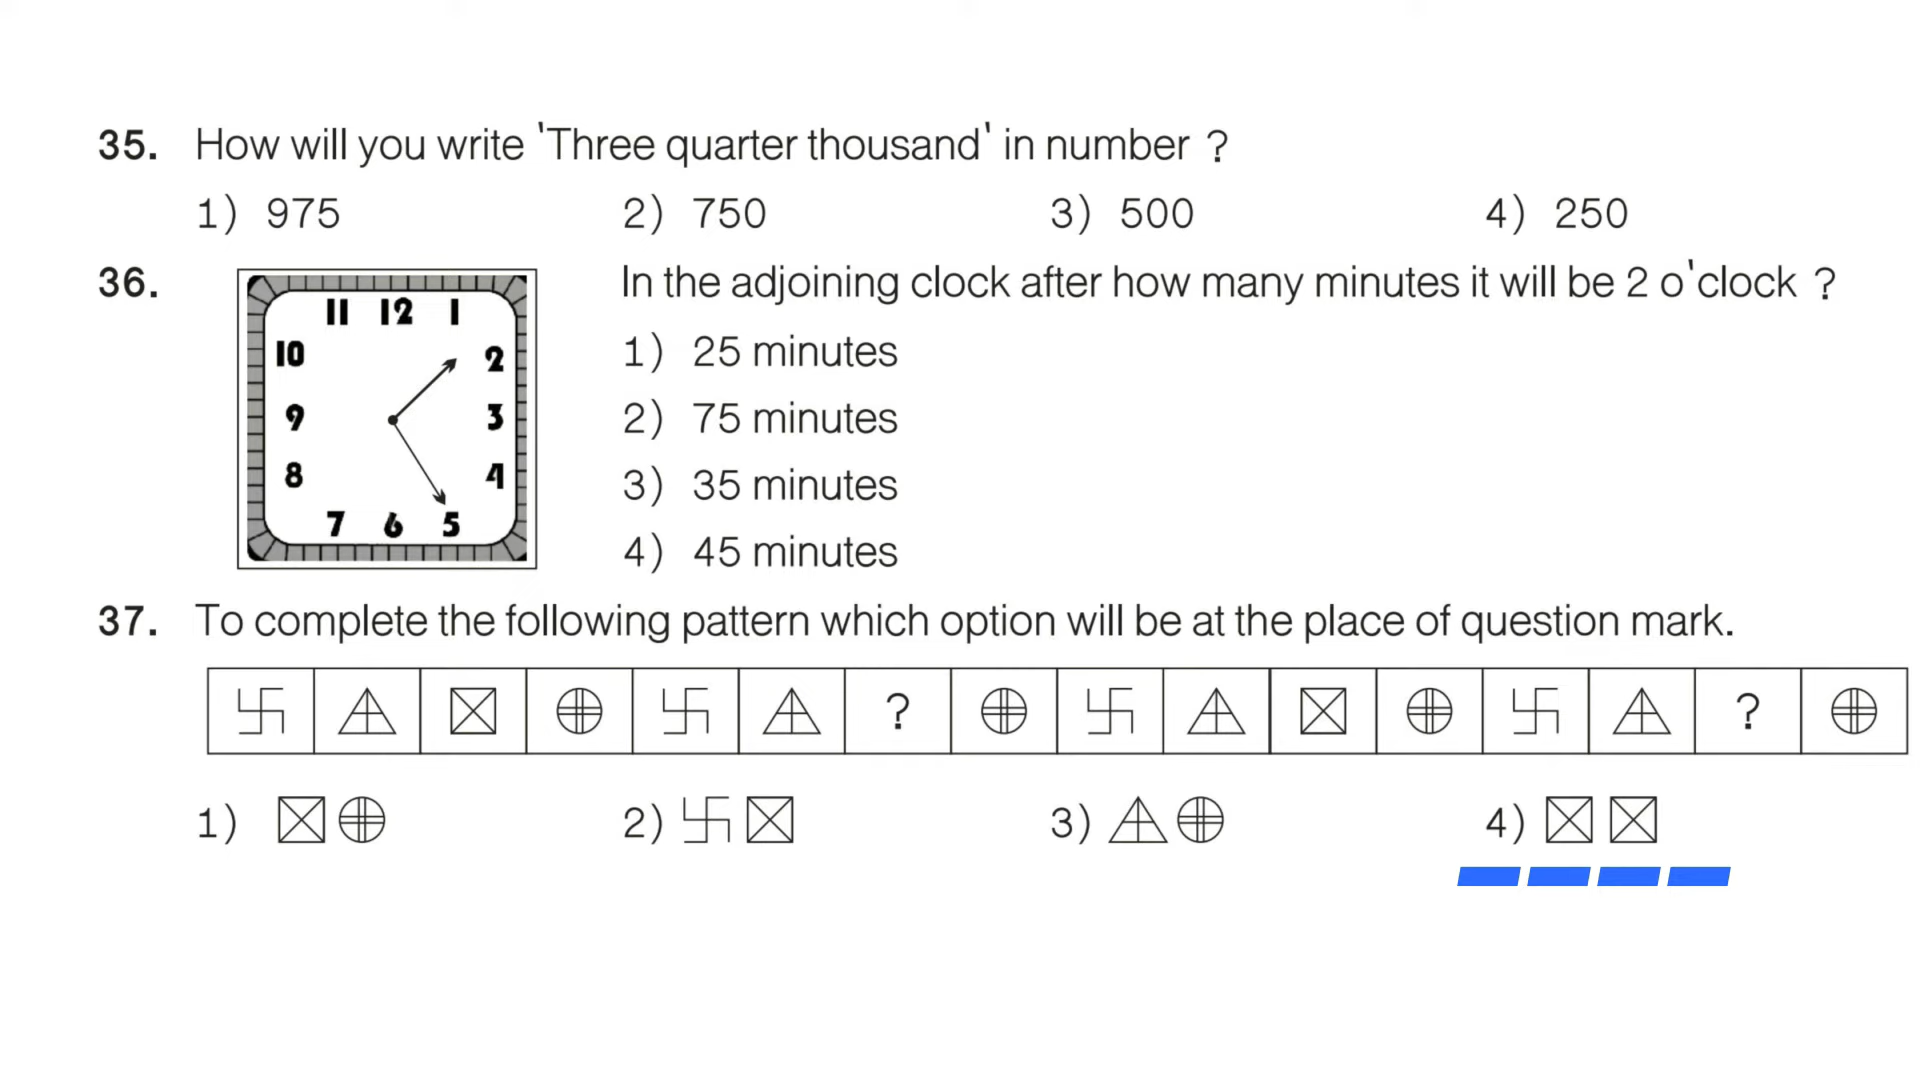 35. How will you write 'Three quarter thousand' in number ?
1) 975 2) 750 3) 500 4) 250
36. In the adjoining clock after how many minutes it will be 2 o'clock ?
11 12 1
10 2
9 3
8 4
7 6 5
1) 25 minutes
2) 75 minutes
3) 35 minutes
4) 45 minutes
37. To complete the following pattern which option will be at the place of question mark.
? ?
1) 2) 3) 4)